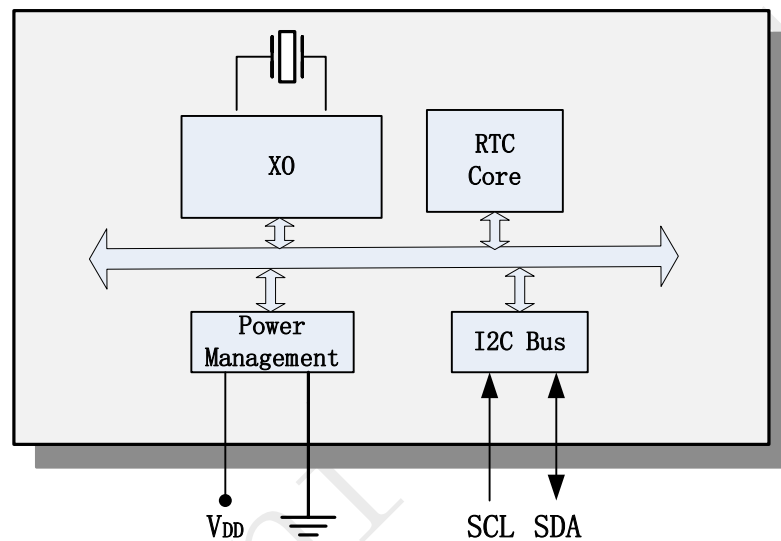 XO
RTC
Core
Power
Management
I2C Bus
VDD
SCL
SDA